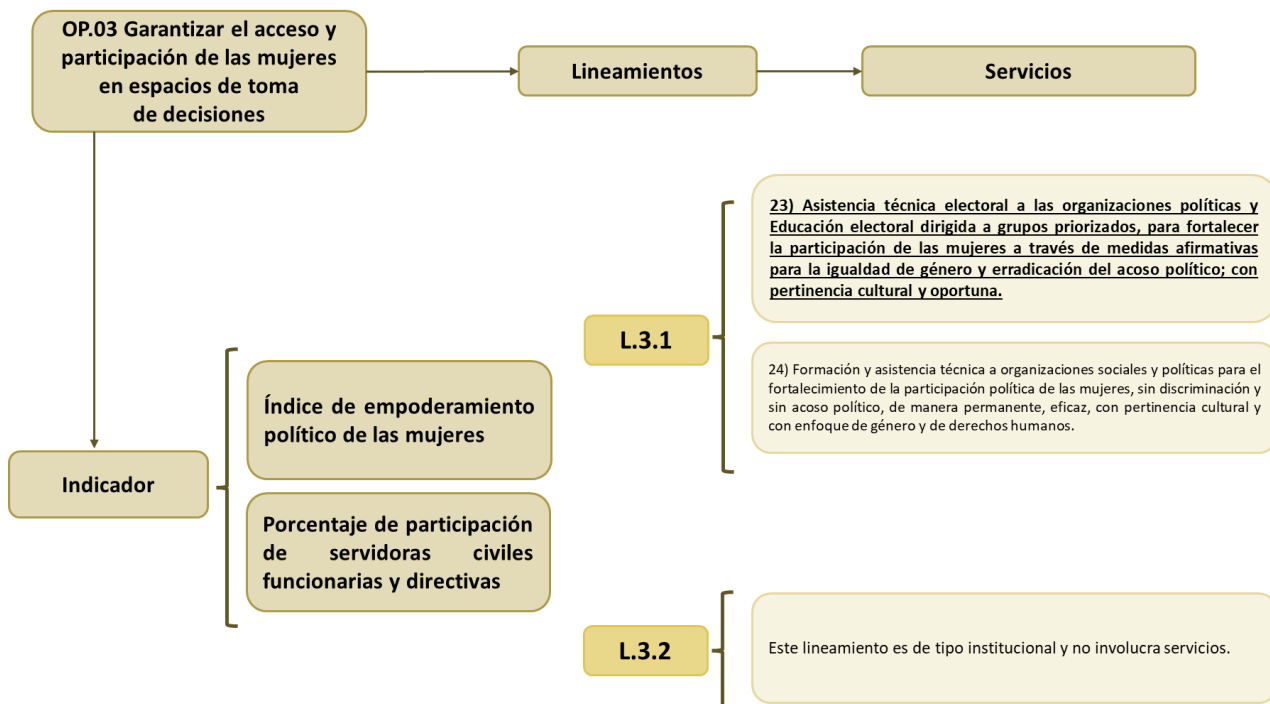 OP.03 Garantizar el acceso y
participación de las mujeres
en espacios de toma
de decisiones
Lineamientos
Servicios
23) Asistencia técnica electoral a las organizaciones políticas y
Educación electoral dirigida a grupos priorizados, para fortalecer
la participación de las mujeres a través de medidas afirmativas
para la igualdad de género y erradicación del acoso político; con
pertinencia cultural y oportuna.
L.3.1
24) Formación y asistencia técnica a organizaciones sociales y políticas para el
fortalecimiento de la participación política de las mujeres, sin discriminación y
sin acoso político, de manera permanente, eficaz, con pertinencia cultural y
con enfoque de género y de derechos humanos.
Índice de empoderamiento
político de las mujeres
Indicador
Porcentaje de participación
de servidoras civiles
funcionarias y directivas
L.3.2
Este lineamiento es de tipo institucional y no involucra servicios.